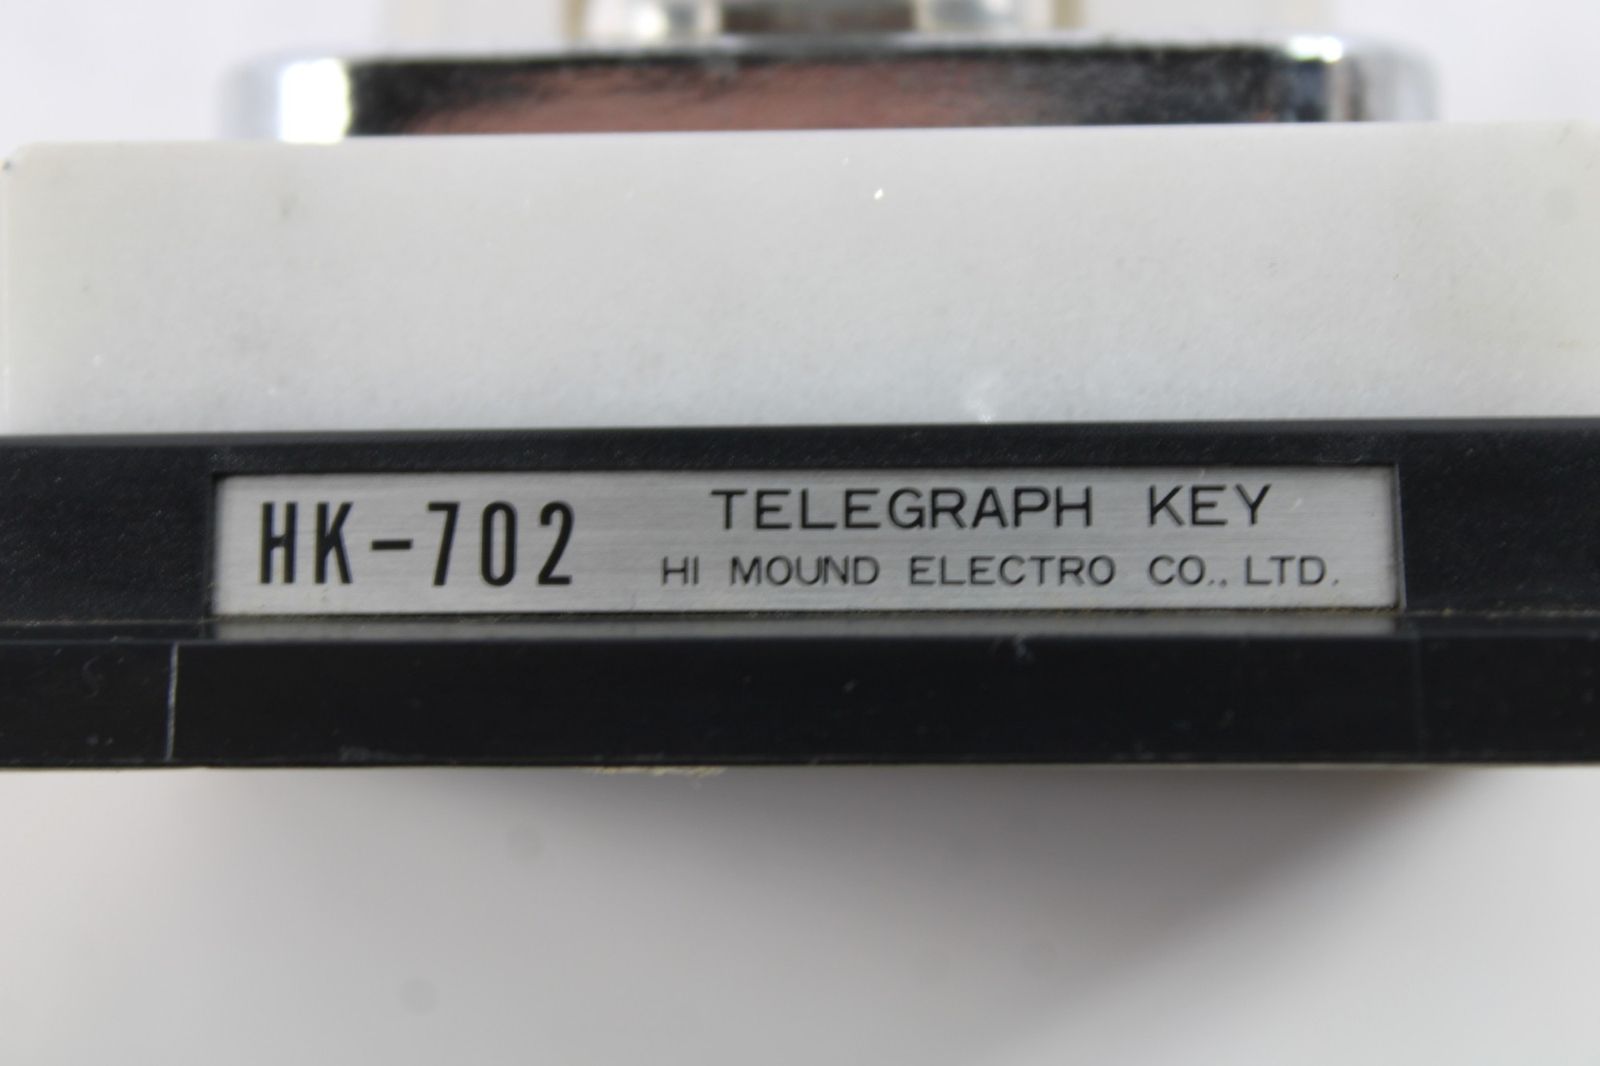 HK-702
TELEGRAPH KEY
HI MOUND ELECTRO CO., LTD.